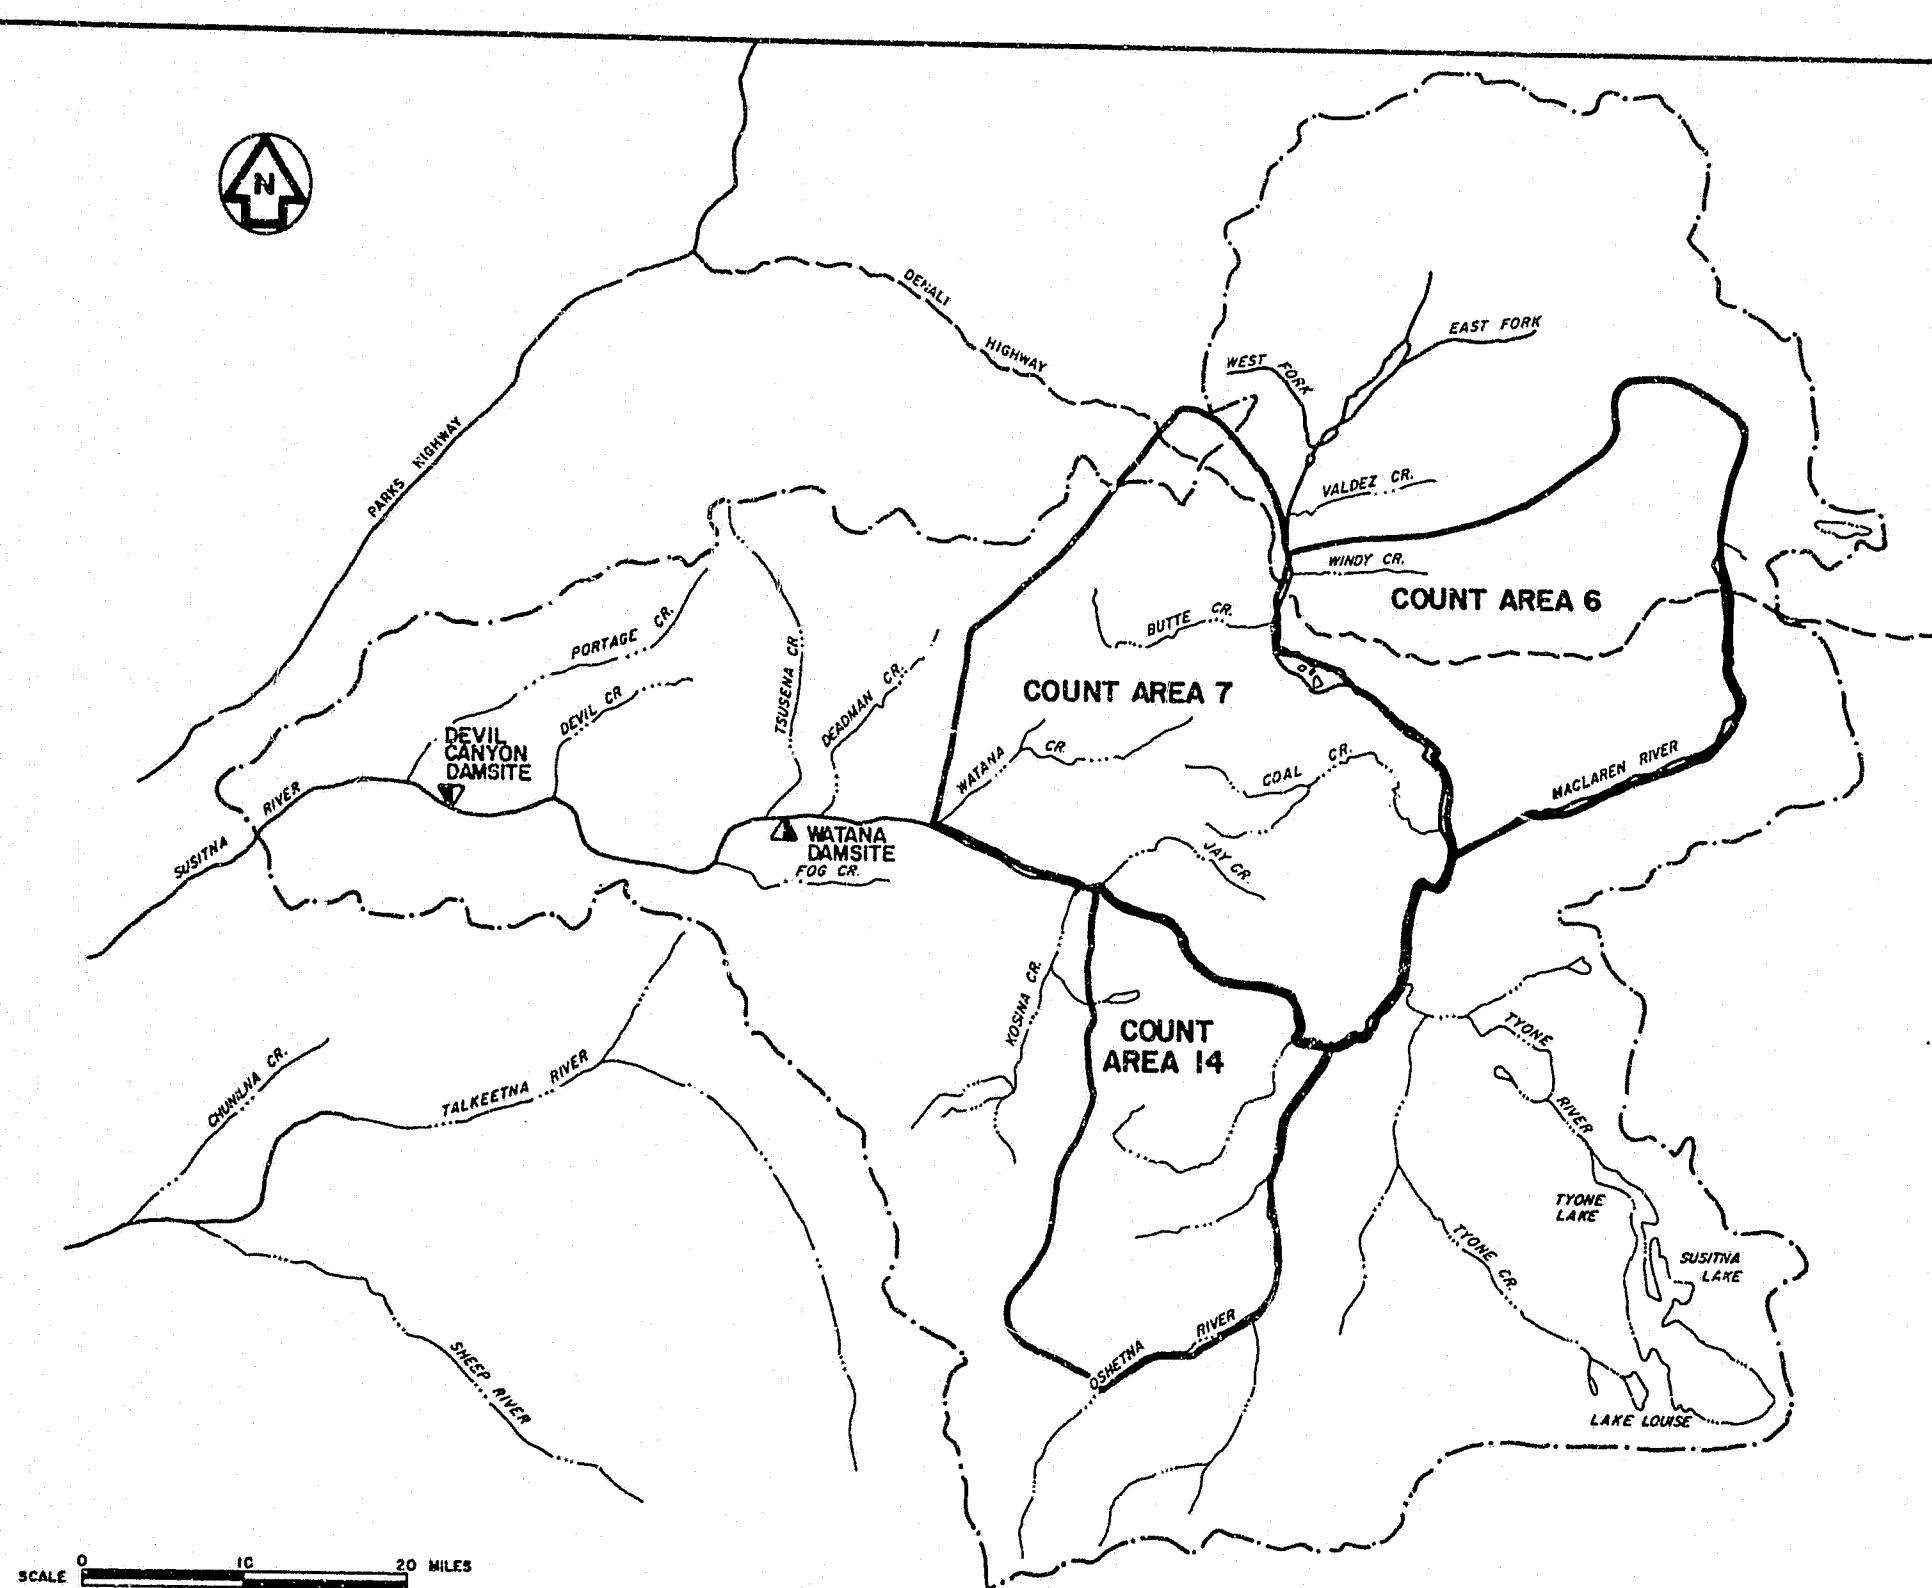 N
DENALI
HIGHWAY
EAST FORK
WEST FORK
PARKS HIGHWAY
VALDEZ CR.
WINDY CR.
COUNT AREA 6
BUTTE CR.
PORTAGE CR.
TSUSENA CR.
DEADMAN CR.
DEVIL CR
COUNT AREA 7
DEVIL
CANYON
DAMSITE
WATANA CR.
COAL CR.
MACLAREN RIVER
SUSITNA RIVER
WATANA
DAMSITE
FOG CR.
JAY CR.
KOSINA CR.
COUNT
AREA 14
TYONE
RIVER
CHUNILNA CR.
TALKEETNA RIVER
TYONE
LAKE
TYONE CR.
SUSITNA
LAKE
OSHETNA RIVER
SHEEP RIVER
LAKE LOUISE
SCALE 0 10 20 MILES